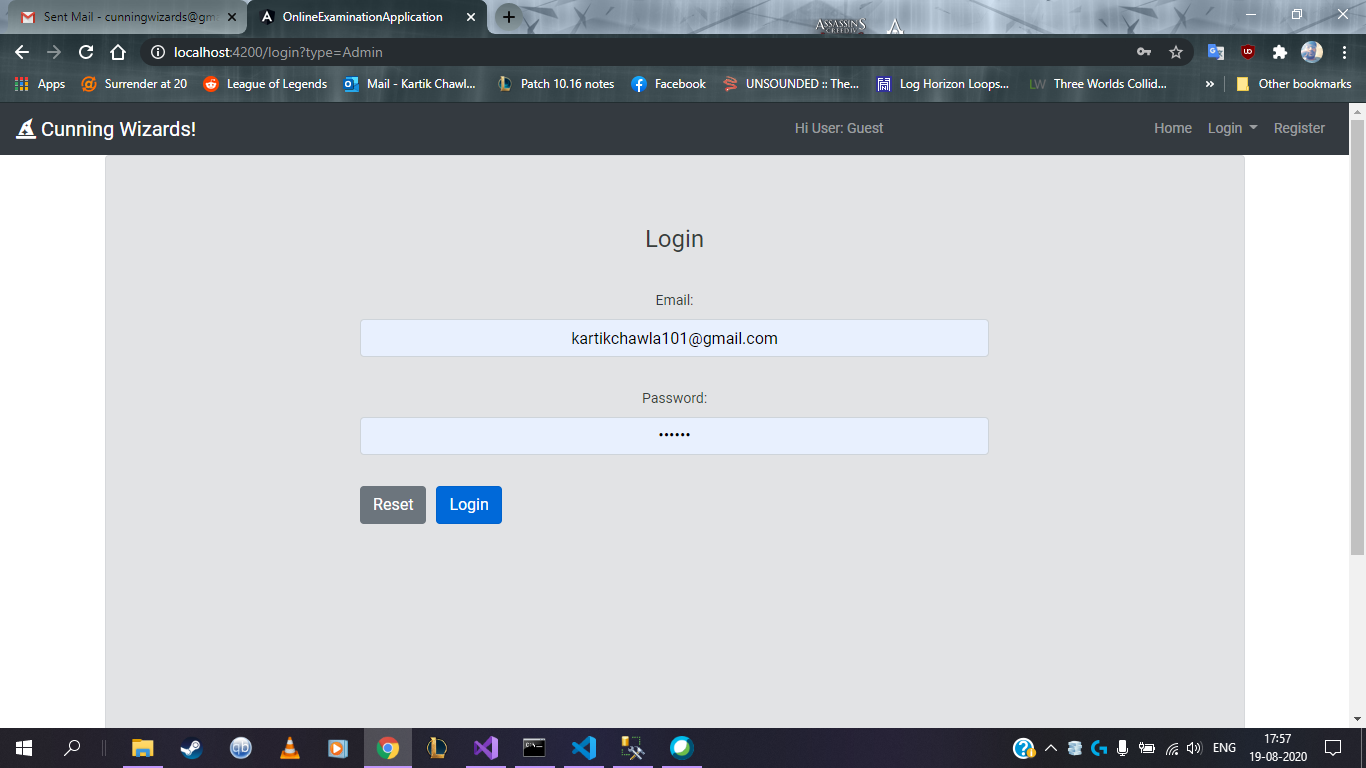 Sent Mail - cunningwizards@gm
OnlineExaminationApplication
ASSASSIN'S
CREED IV
localhost:4200/login?type=Admin
Apps
Surrender at 20
League of Legends
Mail - Kartik Chawl...
Patch 10.16 notes
Facebook
UNSOUNDED :: The...
Log Horizon Loops...
LW Three Worlds Collid...
»
Other bookmarks
Cunning Wizards!
Hi User: Guest
Home
Login
Register
Login
Email:
kartikchawla101@gmail.com
Password:
••••••
Reset
Login
qb
ENG
17:57
19-08-2020